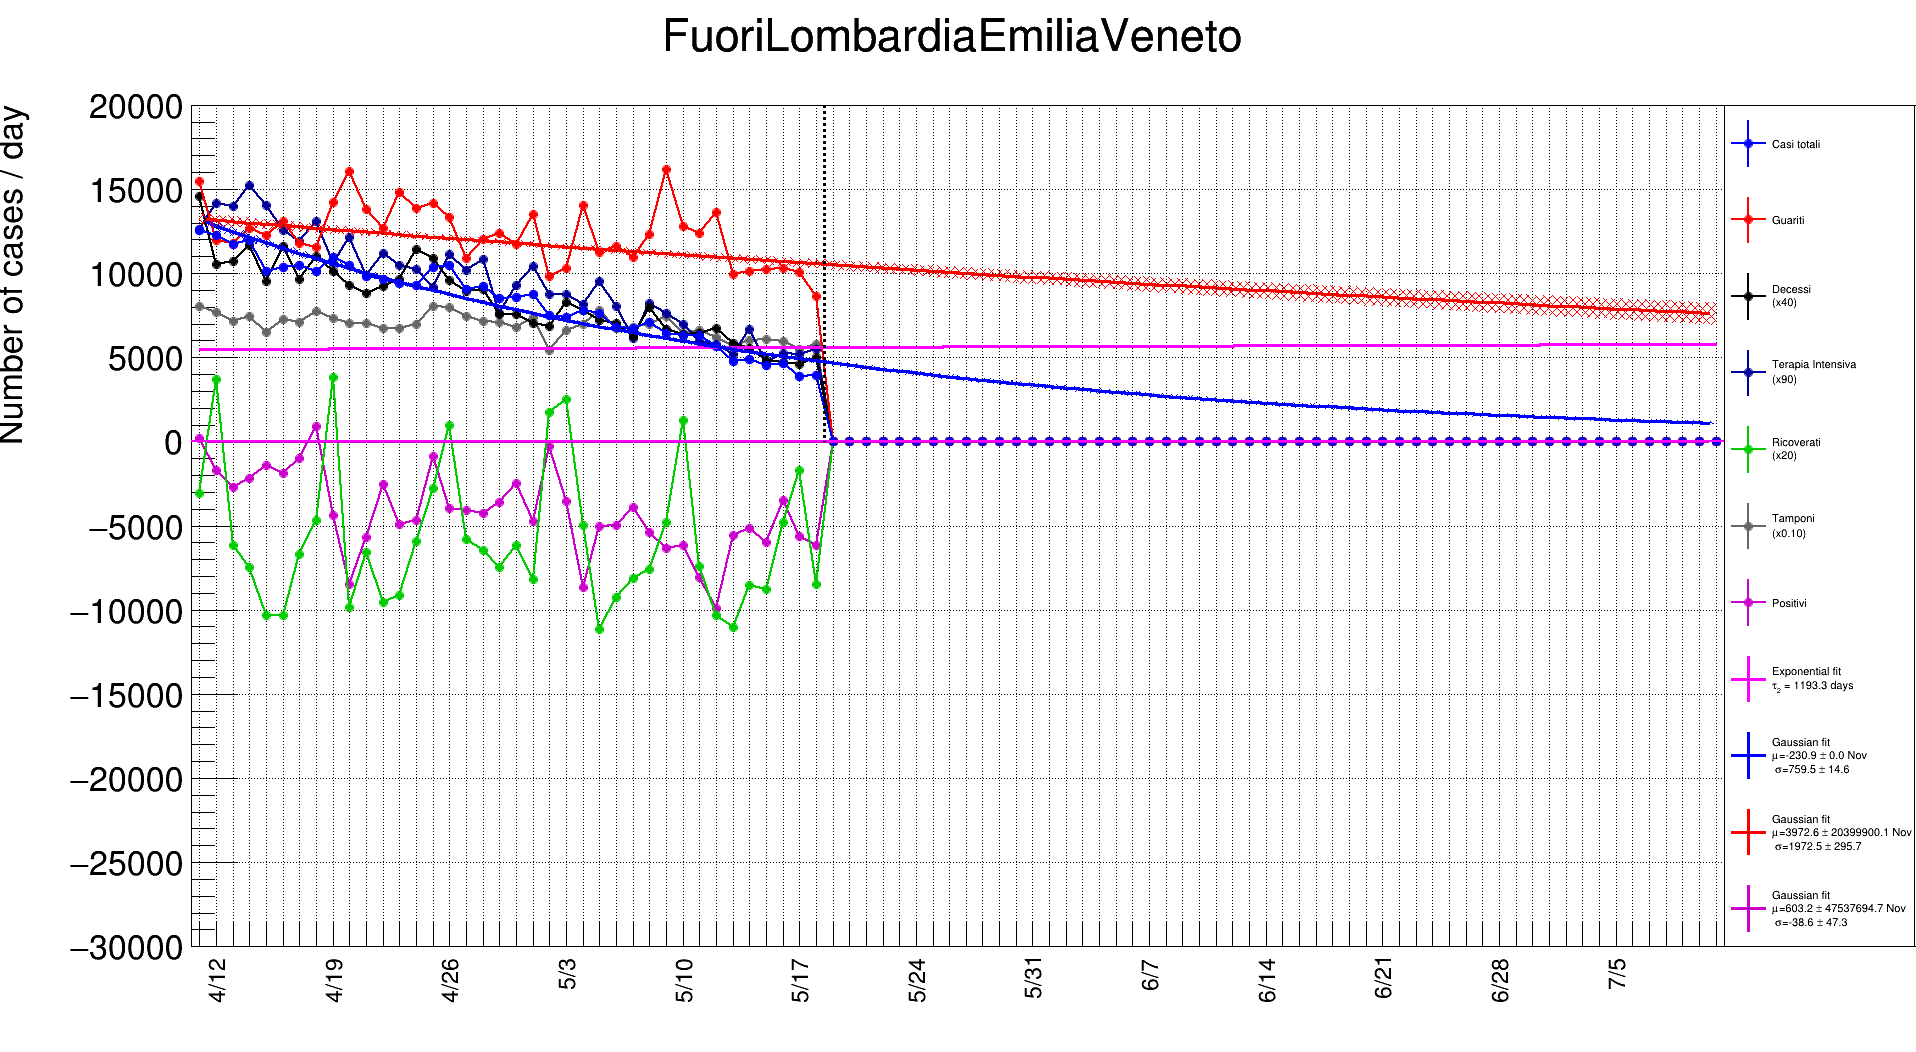 FuoriLombardiaEmiliaVeneto
Number of cases / day
20000
15000
10000
5000
0
−5000
−10000
−15000
−20000
−25000
−30000
4/12
4/19
4/26
5/3
5/10
5/17
5/24
5/31
6/7
6/14
6/21
6/28
7/5
Casi totali
Guariti
Decessi
(x40)
Terapia Intensiva
(x90)
Ricoverati
(x20)
Tamponi
(x0.10)
Positivi
Exponential fit
τ2 = 1193.3 days
Gaussian fit
μ=-230.9 ± 0.0 Nov
σ=759.5 ± 14.6
Gaussian fit
μ=3972.6 ± 20399900.1 Nov
σ=1972.5 ± 295.7
Gaussian fit
μ=603.2 ± 47537694.7 Nov
σ=-38.6 ± 47.3